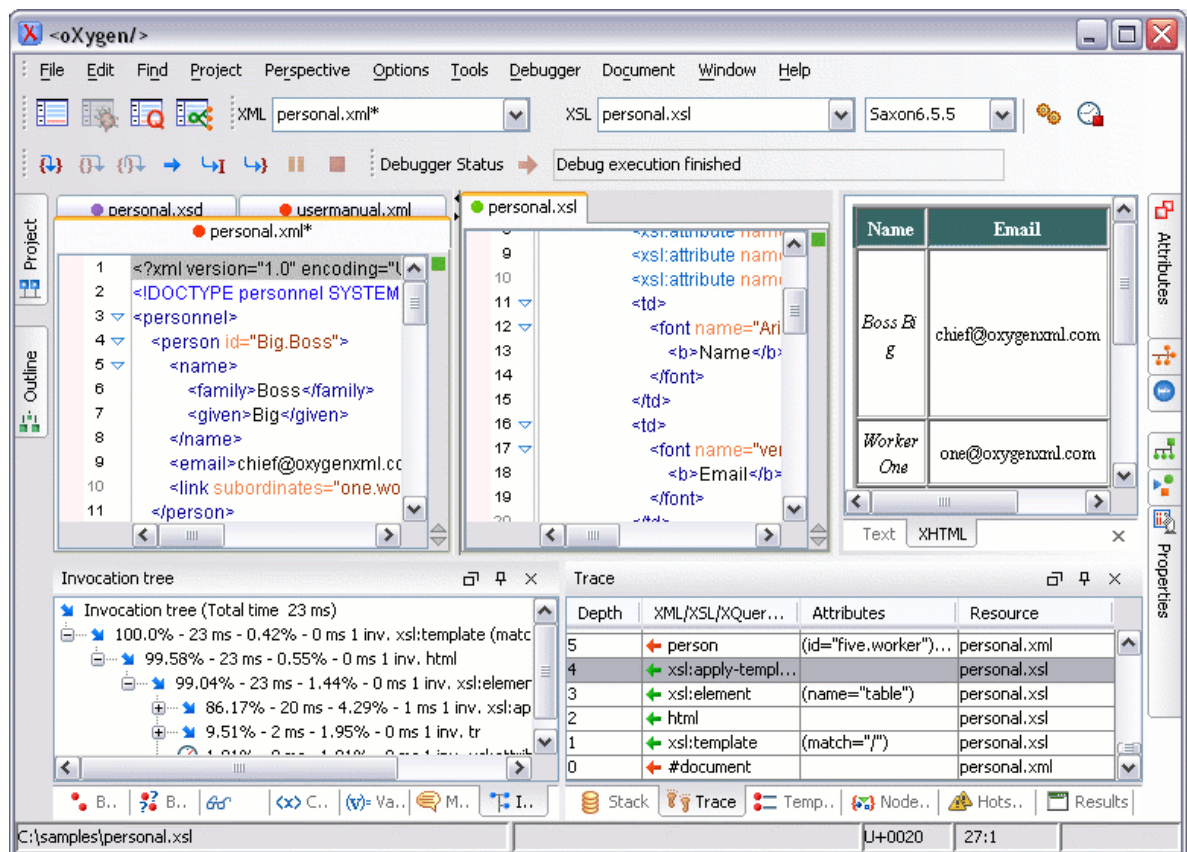 <oXygen/>
File Edit Find Project Perspective Options Tools Debugger Document Window Help
XML personal.xml* XSL personal.xsl Saxon6.5.5
Debugger Status Debug execution finished
Project
Outline
personal.xsd usermanual.xml
personal.xml*
1 <?xml version="1.0" encoding="U
2 <!DOCTYPE personnel SYSTEM
3 <personnel>
4 <person id="Big.Boss">
5 <name>
6 <family>Boss</family>
7 <given>Big</given>
8 </name>
9 <email>chief@oxygenxml.co
10 <link subordinates="one.wo
11 </person>
personal.xsl
<xsl:attribute name
9 <xsl:attribute name
10 <xsl:attribute name
11 <td>
12 <font name="Ari
13 <b>Name</b>
14 </font>
15 </td>
16 <td>
17 <font name="ver
18 <b>Email</b>
19 </font>
20 </td>
Name Email
Boss Bi
g
chief@oxygenxml.com
Worker
One
one@oxygenxml.com
Text XHTML
Attributes
Properties
Invocation tree
Invocation tree (Total time 23 ms)
100.0% - 23 ms - 0.42% - 0 ms 1 inv. xsl:template (matc
99.58% - 23 ms - 0.55% - 0 ms 1 inv. html
99.04% - 23 ms - 1.44% - 0 ms 1 inv. xsl:elemer
86.17% - 20 ms - 4.29% - 1 ms 1 inv. xsl:ap
9.51% - 2 ms - 1.95% - 0 ms 1 inv. tr
B.. B.. C.. (v)= Va.. M.. I..
Trace
Depth XML/XSL/XQuer... Attributes Resource
5 person (id="five.worker")... personal.xml
4 xsl:apply-templ... personal.xsl
3 xsl:element (name="table") personal.xsl
2 html personal.xsl
1 xsl:template (match="/") personal.xsl
0 #document personal.xml
Stack Trace Temp.. Node.. Hots.. Results
C:\samples\personal.xsl U+0020 27:1